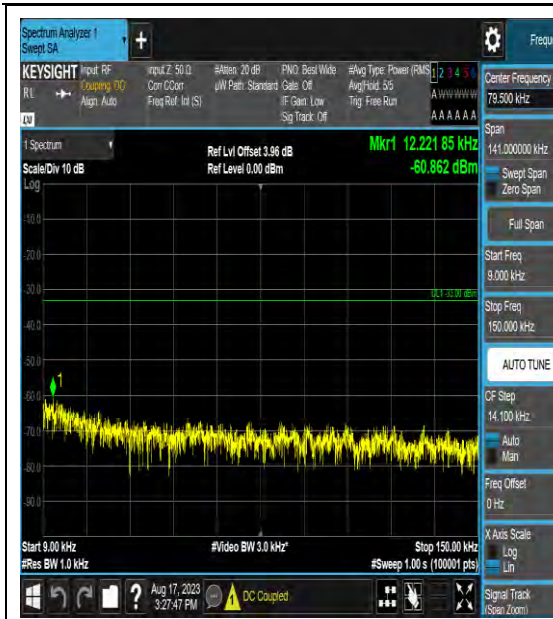 Spectrum Analyzer 1
Swept SA
Frequ
KEYSIGHT
RL
LW
Input: RF
Coupling: DC
Align: Auto
Input Z: 50 Ω
Corr CCorr
Freq Ref: Int (S)
#Atten: 20 dB
µW Path: Standard
PNO: Best Wide
Gate: Off
IF Gain: Low
Sig Track: Off
#Avg Type: Power (RMS
Avg|Hold: 5/5
Trig: Free Run
1 2 3 4 5 6
A W W W W W
A A A A A A
1 Spectrum
Scale/Div 10 dB
Log
Ref Lvl Offset 3.96 dB
Ref Level 0.00 dBm
Mkr1 12.221 85 kHz
-60.862 dBm
-10.0
-20.0
-30.0
-40.0
-50.0
-60.0
-70.0
-80.0
-90.0
DL1 -33.00 dBm
1
Start 9.00 kHz
#Res BW 1.0 kHz
#Video BW 3.0 kHz*
Stop 150.00 kHz
#Sweep 1.00 s (100001 pts)
Center Frequency
79.500 kHz
Span
141.000000 kHz
Swept Span
Zero Span
Full Span
Start Freq
9.000 kHz
Stop Freq
150.000 kHz
AUTO TUNE
CF Step
14.100 kHz
Auto
Man
Freq Offset
0 Hz
X Axis Scale
Log
Lin
Signal Track
(Span Zoom)
?
Aug 17, 2023
3:27:47 PM
DC Coupled